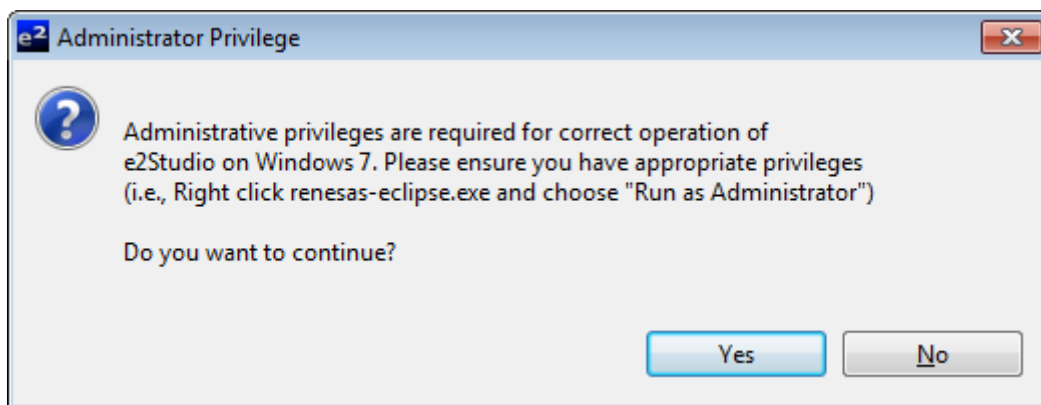 e² Administrator Privilege
Administrative privileges are required for correct operation of
e2Studio on Windows 7. Please ensure you have appropriate privileges
(i.e., Right click renesas-eclipse.exe and choose "Run as Administrator")
Do you want to continue?
Yes No